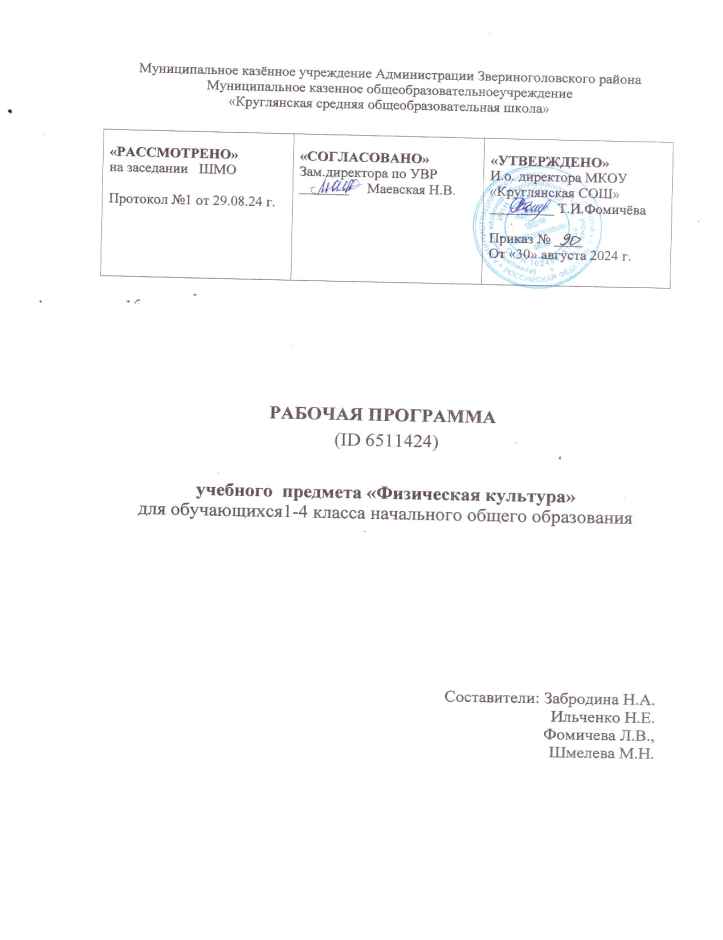 Муниципальное казённое учреждение Администрации Звериноголовского района
Муниципальное казенное общеобразовательноеучреждение
«Круглянская средняя общеобразовательная школа»
«РАССМОТРЕНО»
на заседании ШМО
Протокол №1 от 29.08.24 г.
«СОГЛАСОВАНО»
Зам.директора по УВР
Маевская Н.В.
«УТВЕРЖДЕНО»
И.о. директора МКОУ
«Круглянская СОШ»
Т.И.Фомичёва
Приказ № 90
От «30» августа 2024 г.
РОССИЙСКАЯ
РАБОЧАЯ ПРОГРАММА
(ID 6511424)
учебного предмета «Физическая культура»
для обучающихся1-4 класса начального общего образования
Составители: Забродина Н.А.
Ильченко Н.Е.
Фомичева Л.В.,
Шмелева М.Н.